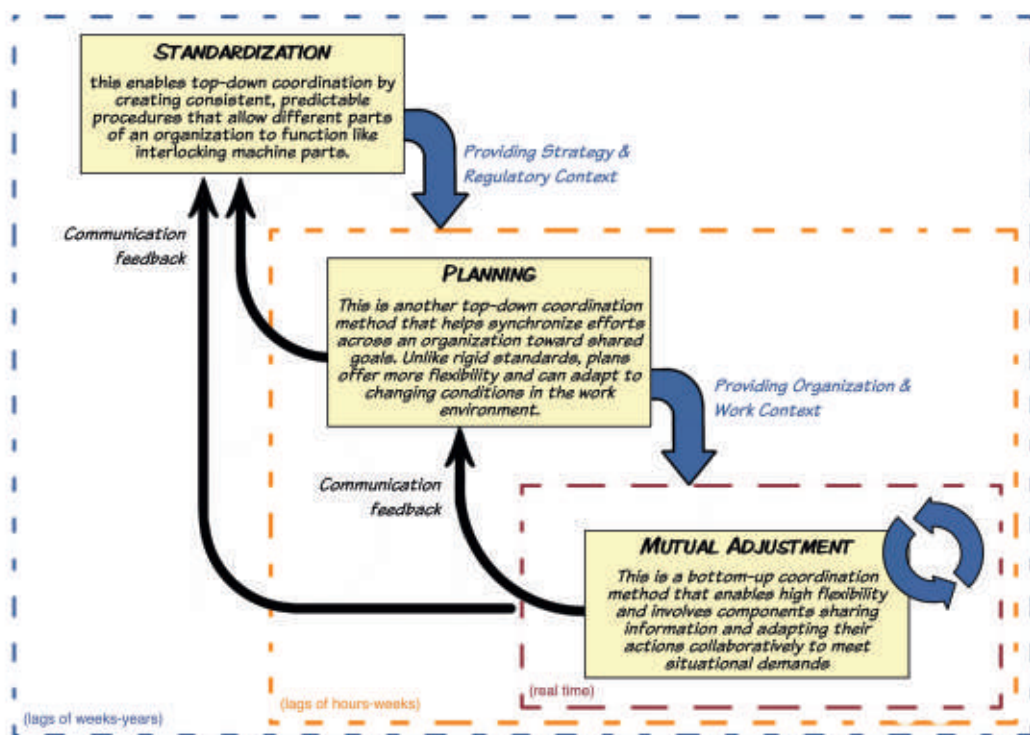 STANDARDIZATION
this enables top-down coordination by
creating consistent, predictable
procedures that allow different parts
of an organization to function like
interlocking machine parts.
Providing Strategy &
Regulatory Context
Communication
feedback
PLANNING
This is another top-down coordination
method that helps synchronize efforts
across an organization toward shared
goals. Unlike rigid standards, plans
offer more flexibility and can adapt to
changing conditions in the work
environment.
Providing Organization &
Work Context
Communication
feedback
MUTUAL ADJUSTMENT
This is a bottom-up coordination
method that enables high flexibility
and involves components sharing
information and adapting their
actions collaboratively to meet
situational demands
(real time)
(lags of hours-weeks)
(lags of weeks-years)